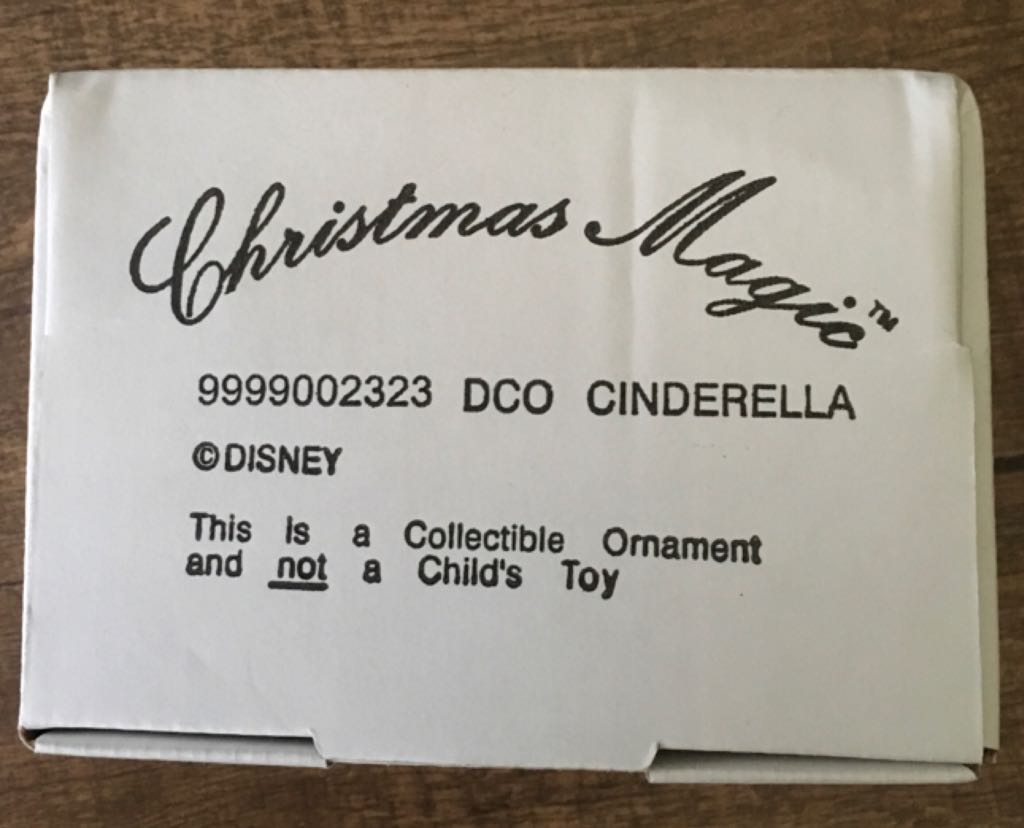 Christmas Magic™
9999002323 DCO CINDERELLA
©DISNEY
This is a Collectible Ornament
and not a Child's Toy